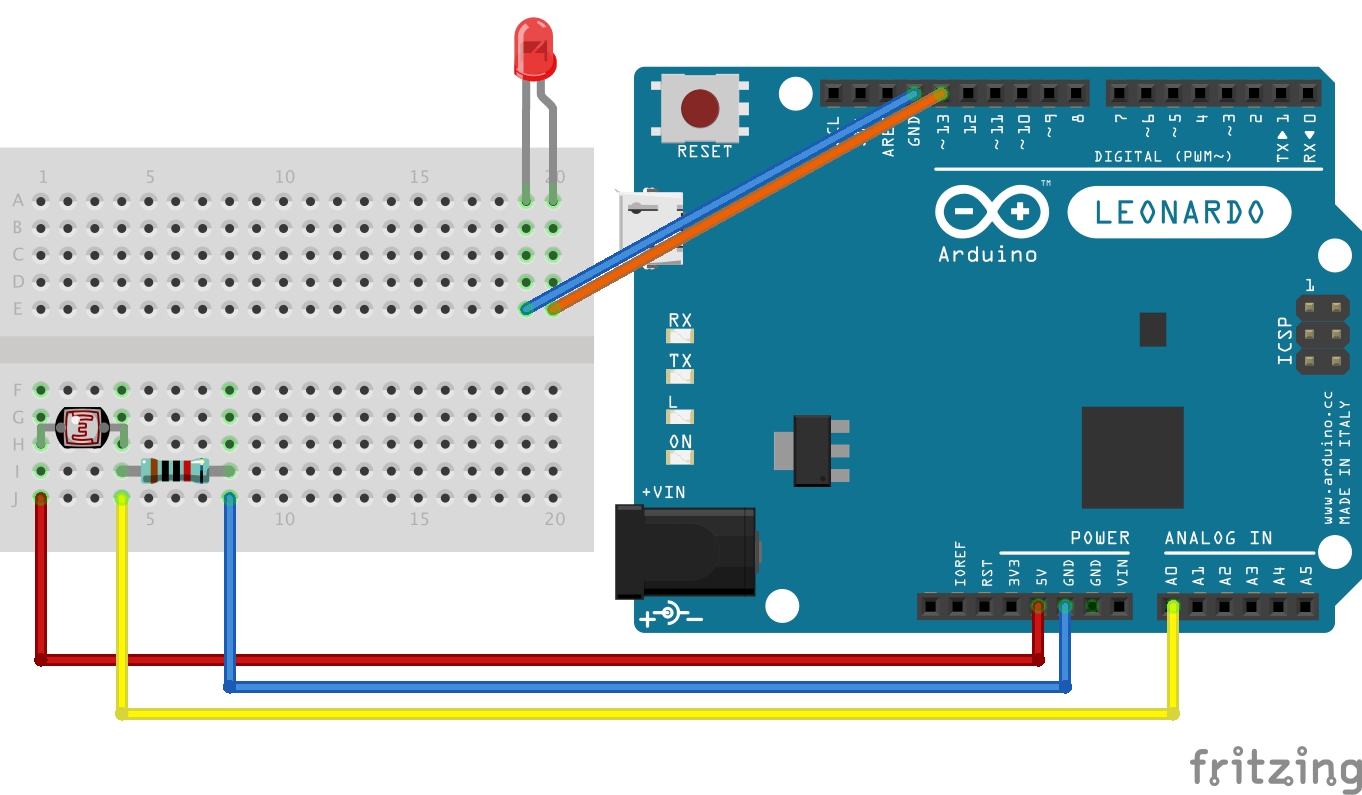 1 5 10 15 20
A
B
C
D
E
F
G
H
I
J
5 10 15 20
RESET
GND
~13
12
~11
~10
~9
8
7
~6
~5
4
~3
2
TX▶1
RX◀0
DIGITAL (PWM~)
TM
LEONARDO
Arduino
1
ICSP
RX
TX
L
ON
+VIN
www.arduino.cc
MADE IN ITALY
POWER
ANALOG IN
IOREF
RST
3V3
5V
GND
GND
VIN
A0
A1
A2
A3
A4
A5
fritzing